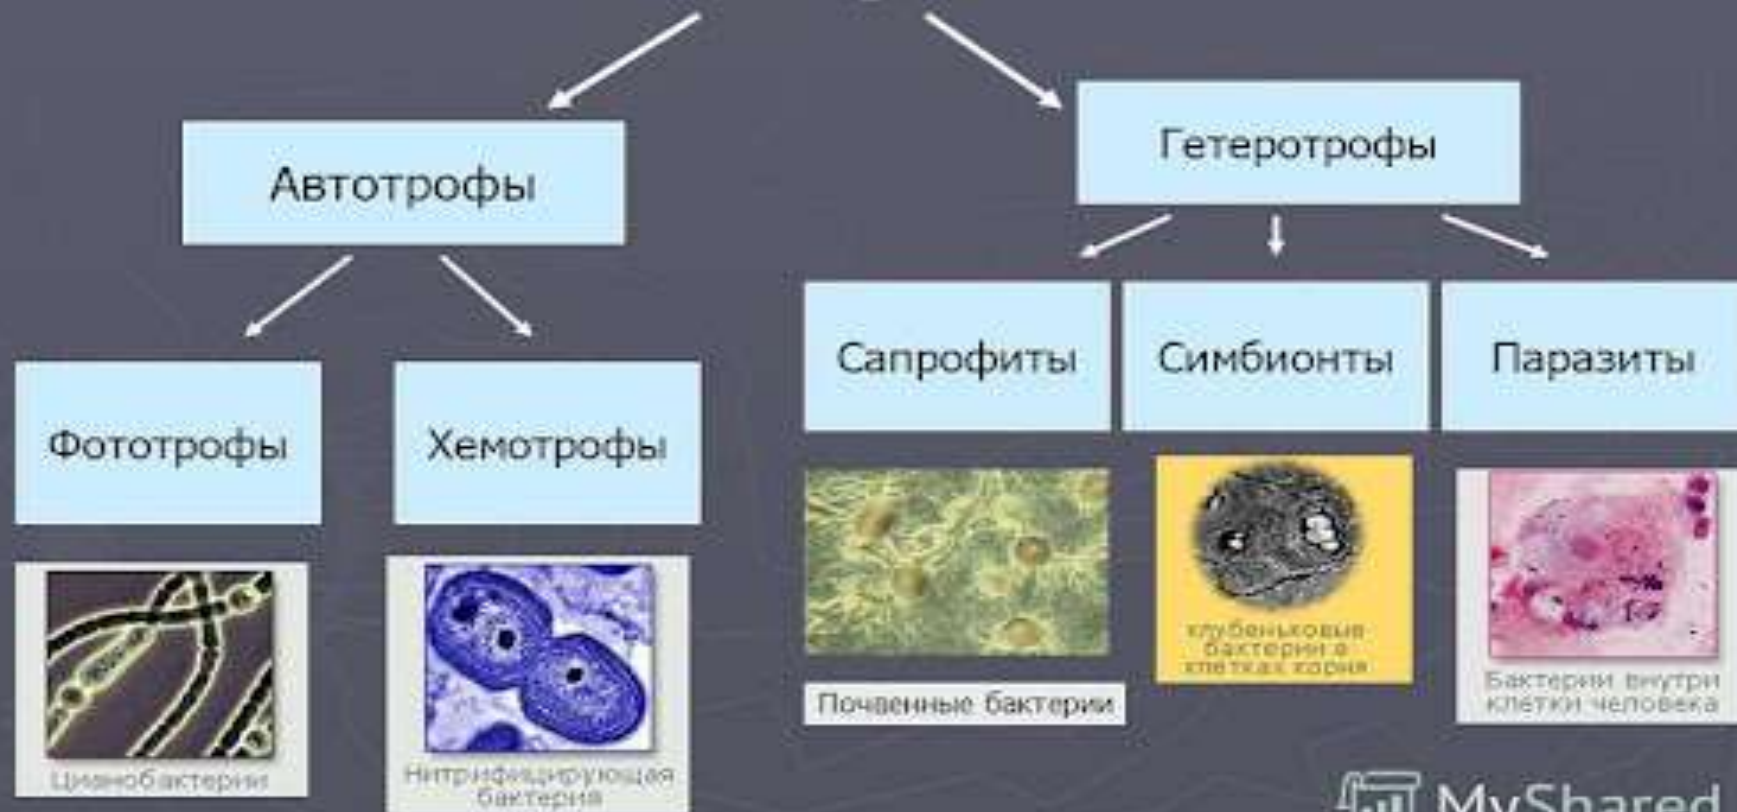 Автотрофы
Гетеротрофы
Фототрофы
Хемотрофы
Сапрофиты
Симбионты
Паразиты
Цианобактерии
Нитрифицирующая
бактерия
Почвенные бактерии
клубеньковые
бактерии в
клетках корня
Бактерии внутри
клетки человека
MyShared